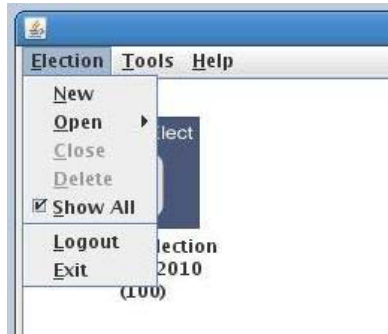 Election Tools Help
New
Open
Close
Delete
Show All
Logout
Exit
lect
lection
2010
(100)